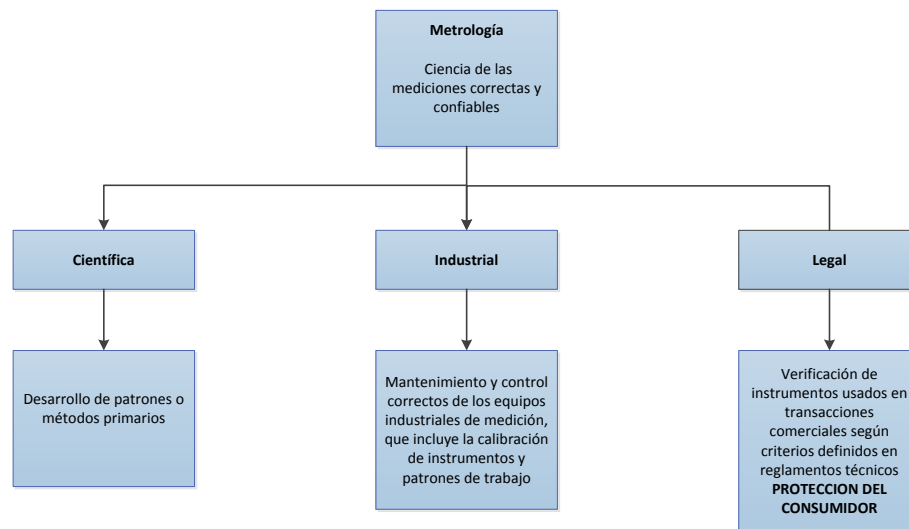 Metrología
Ciencia de las
mediciones correctas y
confiables
Científica
Industrial
Legal
Desarrollo de patrones o
métodos primarios
Mantenimiento y control
correctos de los equipos
industriales de medición,
que incluye la calibración
de instrumentos y
patrones de trabajo
Verificación de
instrumentos usados en
transacciones
comerciales según
criterios definidos en
reglamentos técnicos
PROTECCION DEL
CONSUMIDOR